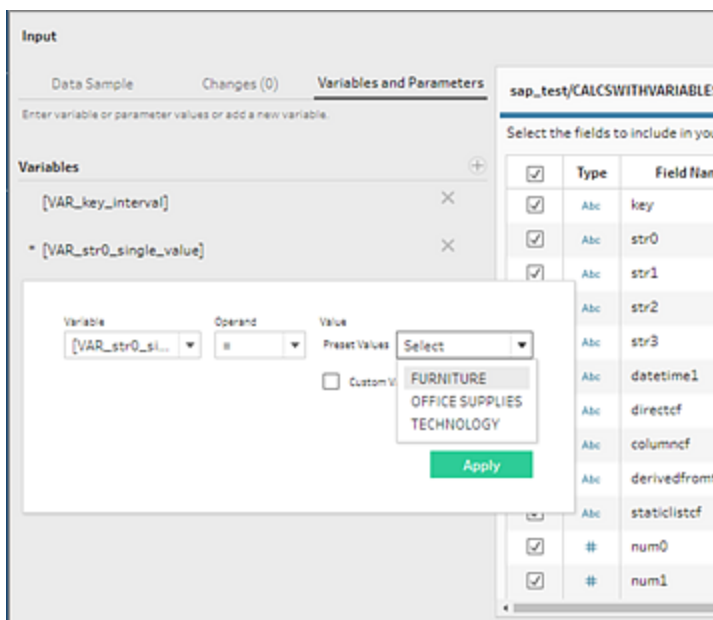 Input
Data Sample Changes (0) Variables and Parameters
Enter variable or parameter values or add a new variable.
Variables
[VAR_key_interval]
* [VAR_str0_single_value]
Variable Operand Value
[VAR_str0_si... = Preset Values Select
Custom V
FURNITURE
OFFICE SUPPLIES
TECHNOLOGY
Apply
sap_test/CALCSWITHVARIABLES
Select the fields to include in you
Type Field Nam
Abc key
Abc str0
Abc str1
Abc str2
Abc str3
Abc datetime1
Abc directcf
Abc columncf
Abc derivedfrom
Abc staticlistcf
# num0
# num1